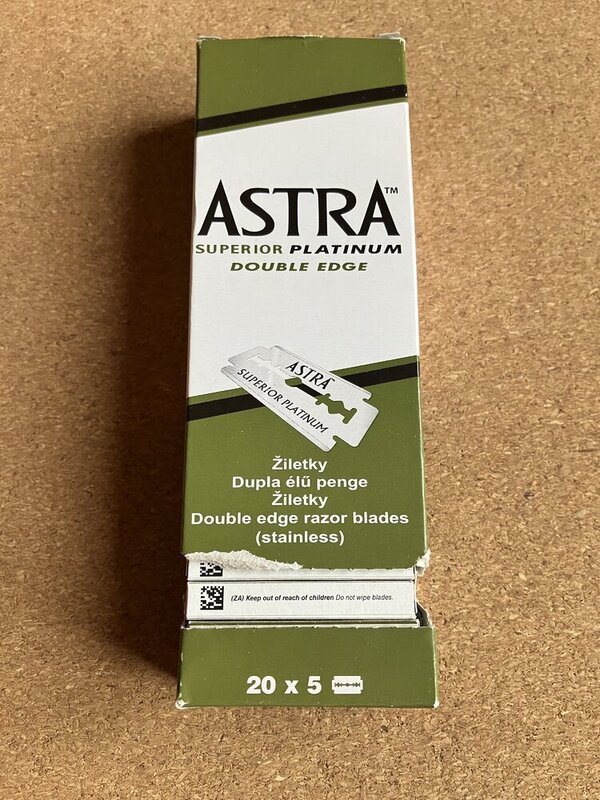 ASTRA™
SUPERIOR PLATINUM
DOUBLE EDGE
ASTRA
SUPERIOR PLATINUM
Žiletky
Dupla élű penge
Žiletky
Double edge razor blades
(stainless)
(ZA) Keep out of reach of children Do not wipe blades.
20 x 5